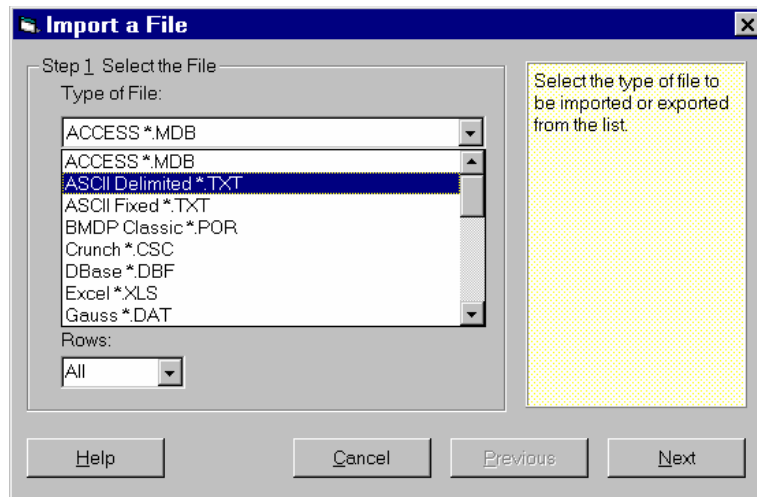 Import a File
Step 1 Select the File
Type of File:
ACCESS *.MDB
ACCESS *.MDB
ASCII Delimited *.TXT
ASCII Fixed *.TXT
BMDP Classic *.POR
Crunch *.CSC
DBase *.DBF
Excel *.XLS
Gauss *.DAT
Rows:
All
Select the type of file to
be imported or exported
from the list.
Help
Cancel
Previous
Next